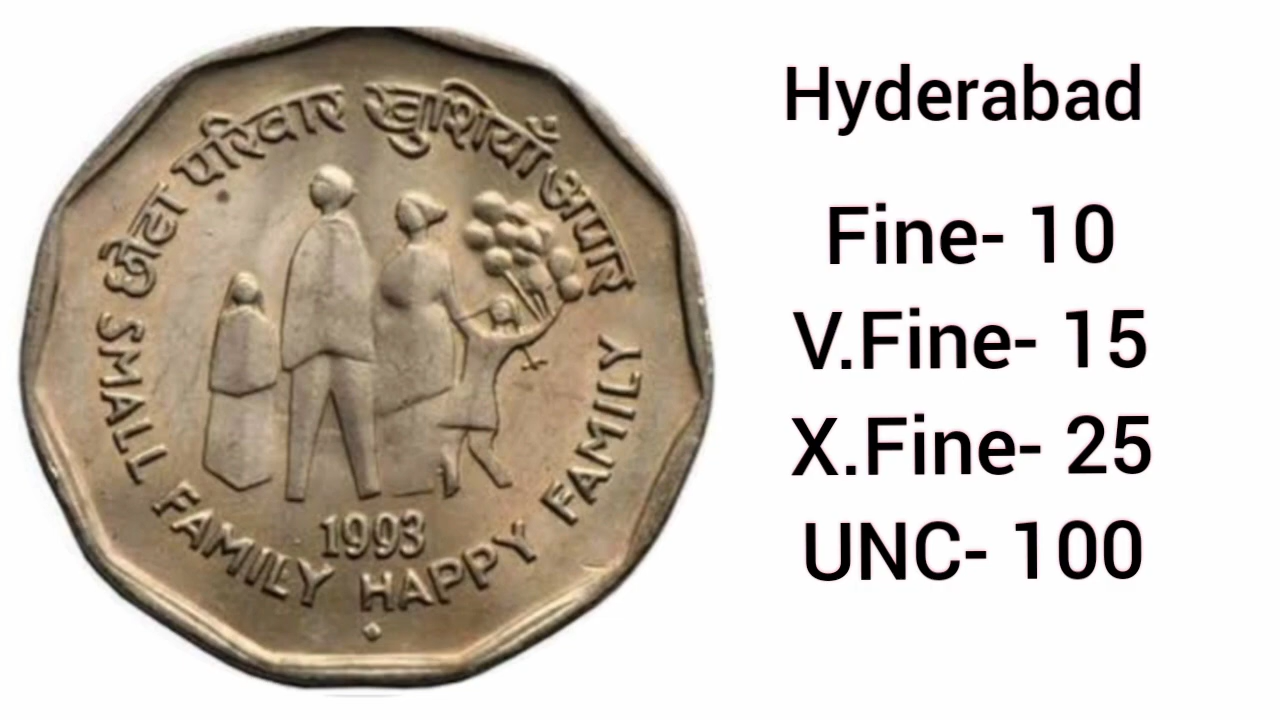 छोटा परिवार खुशियाँ अपार
SMALL FAMILY HAPPY FAMILY
1993
Hyderabad
Fine- 10
V.Fine- 15
X.Fine- 25
UNC- 100